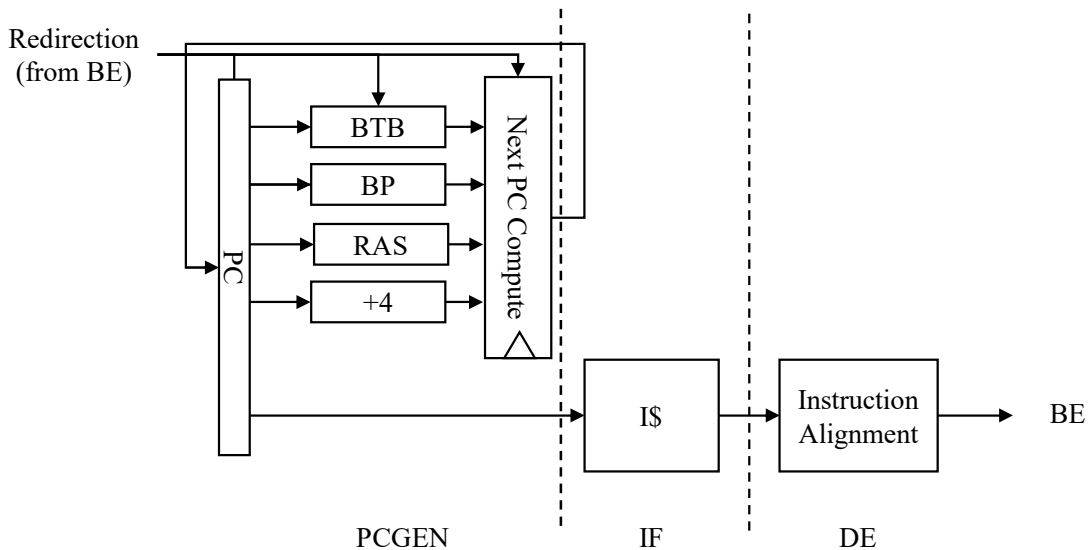 Redirection
(from BE)
PC
BTB
BP
RAS
+4
Next PC Compute
I$
Instruction
Alignment
BE
PCGEN
IF
DE